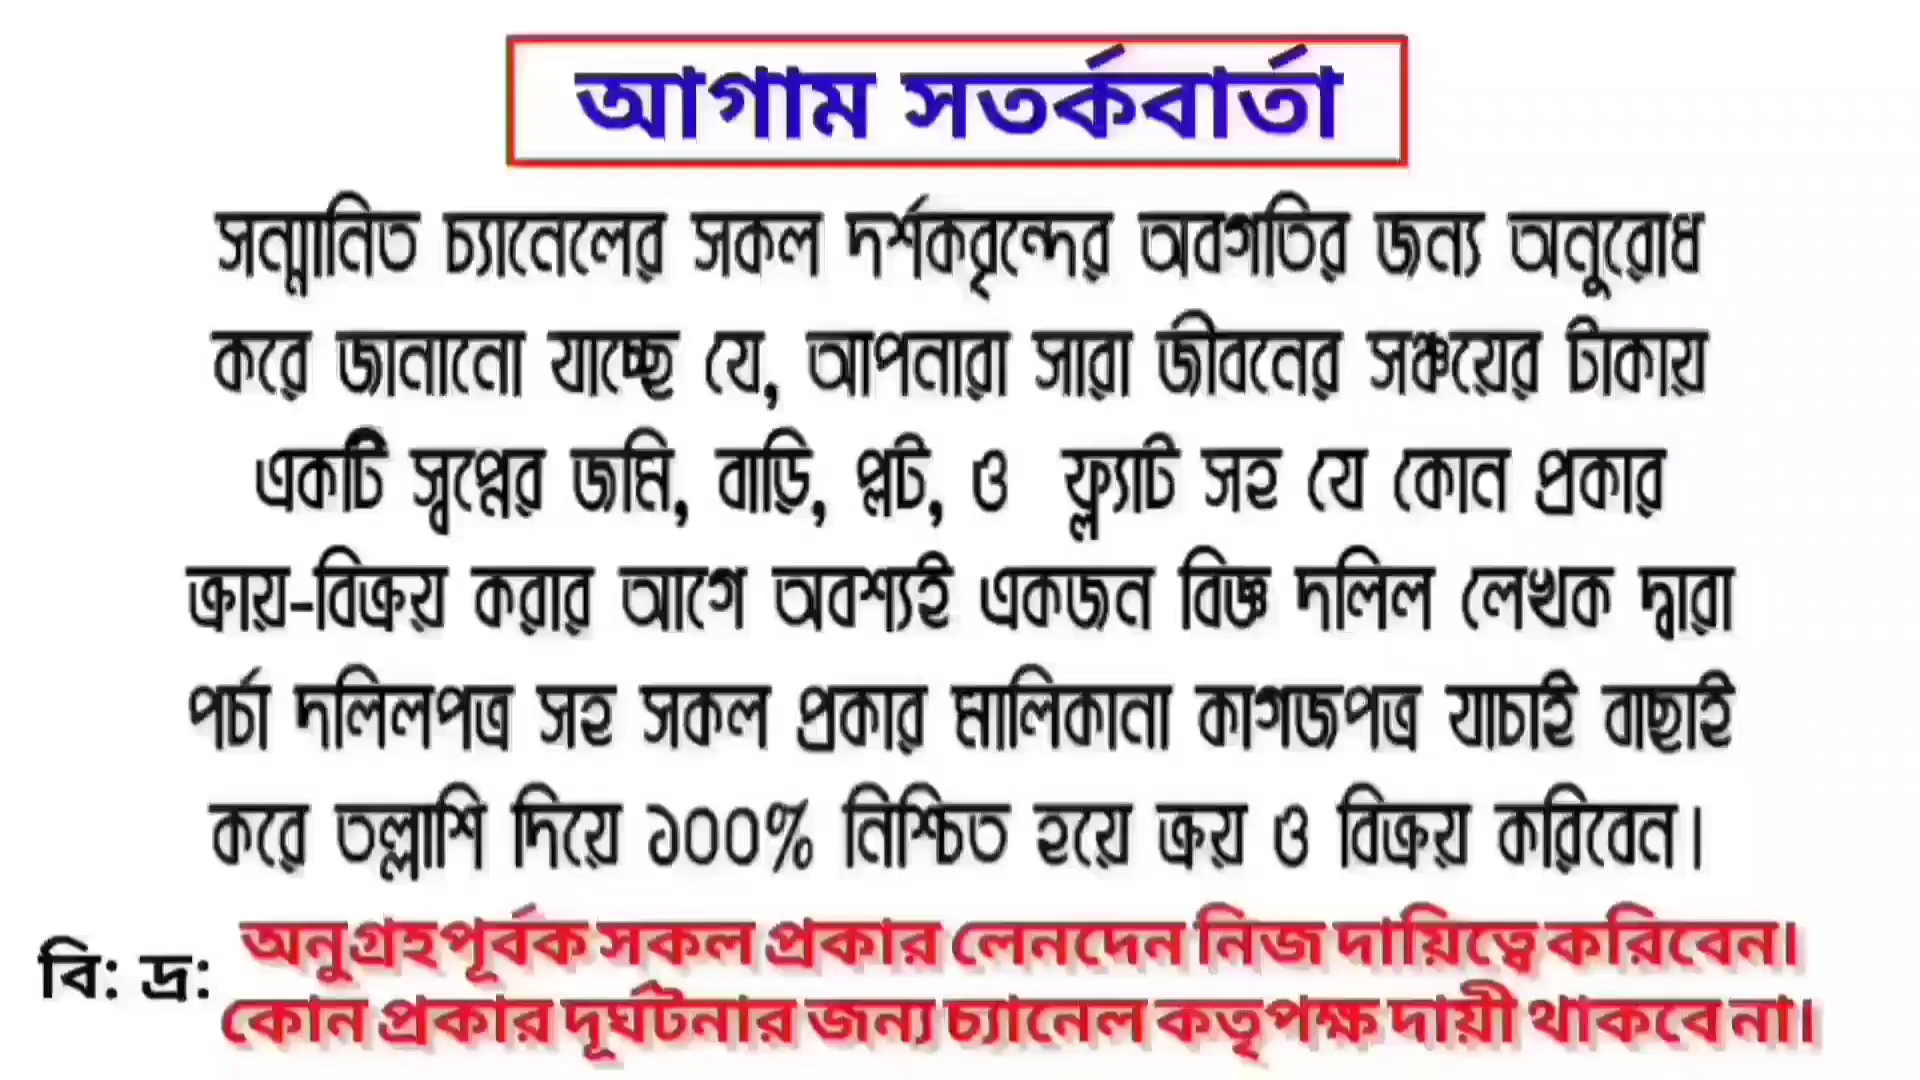 আগাম সতর্কবার্তা
সন্মানিত চ্যানেলের সকল দর্শকবৃন্দের অবগতির জন্য অনুরোধ
করে জানানো যাচ্ছে যে, আপনারা সারা জীবনের সঞ্চয়ের টাকায়
একটি স্বপ্নের জমি, বাড়ি, প্লট, ও ফ্ল্যাট সহ যে কোন প্রকার
ক্রায়-বিক্রয় করার আগে অবশ্যই একজন বিজ্ঞ দলিল লেখক দ্বারা
পর্চা দলিলপত্র সহ সকল প্রকার মালিকানা কাগজপত্র যাচাই বাছাই
করে তল্লাশি দিয়ে ১০০% নিশ্চিত হয়ে ক্রয় ও বিক্রয় করিবেন।
বি: দ্র: অনুগ্রহপূর্বক সকল প্রকার লেনদেন নিজ দায়িত্বে করিবেন।
কোন প্রকার দূর্ঘটনার জন্য চ্যানেল কতৃপক্ষ দায়ী থাকবে না।